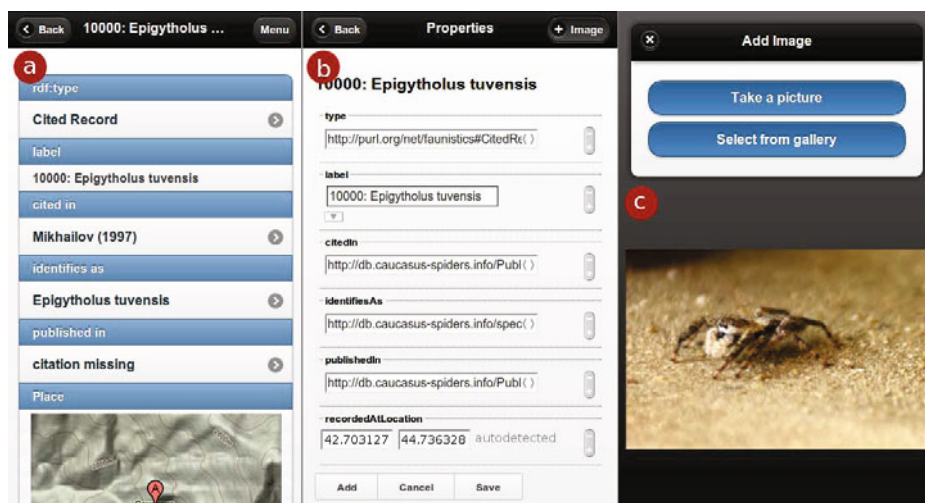 Back
10000: Epigytholus ...
Menu
a
rdf:type
Cited Record
label
10000: Epigytholus tuvensis
cited in
Mikhailov (1997)
identifies as
Epigytholus tuvensis
published in
citation missing
Place
A
Back
Properties
+ Image
b
10000: Epigytholus tuvensis
type
http://purl.org/net/faunistics#CitedRe( )
label
10000: Epigytholus tuvensis
citedIn
http://db.caucasus-spiders.info/Publ( )
identifiesAs
http://db.caucasus-spiders.info/spec( )
publishedIn
http://db.caucasus-spiders.info/Publ( )
recordedAtLocation
42.703127 44.736328 autodetected
Add Cancel Save
Add Image
Take a picture
Select from gallery
c